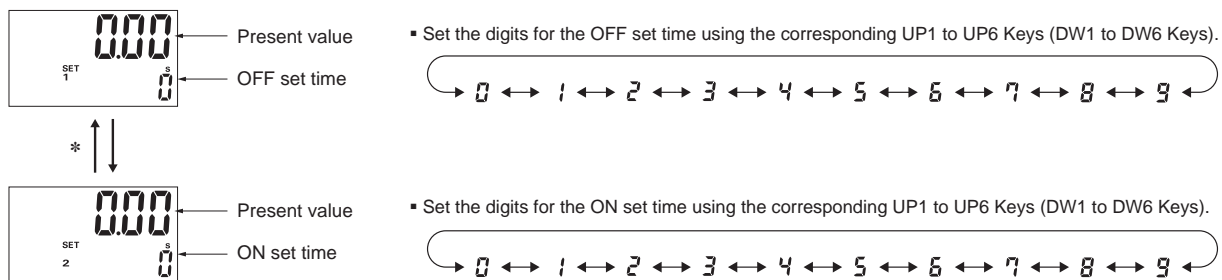 0.00
Present value
SET
1
s
0
OFF set time
▪ Set the digits for the OFF set time using the corresponding UP1 to UP6 Keys (DW1 to DW6 Keys).
0 ↔ 1 ↔ 2 ↔ 3 ↔ 4 ↔ 5 ↔ 6 ↔ 7 ↔ 8 ↔ 9
*
0.00
Present value
SET
2
s
0
ON set time
▪ Set the digits for the ON set time using the corresponding UP1 to UP6 Keys (DW1 to DW6 Keys).
0 ↔ 1 ↔ 2 ↔ 3 ↔ 4 ↔ 5 ↔ 6 ↔ 7 ↔ 8 ↔ 9